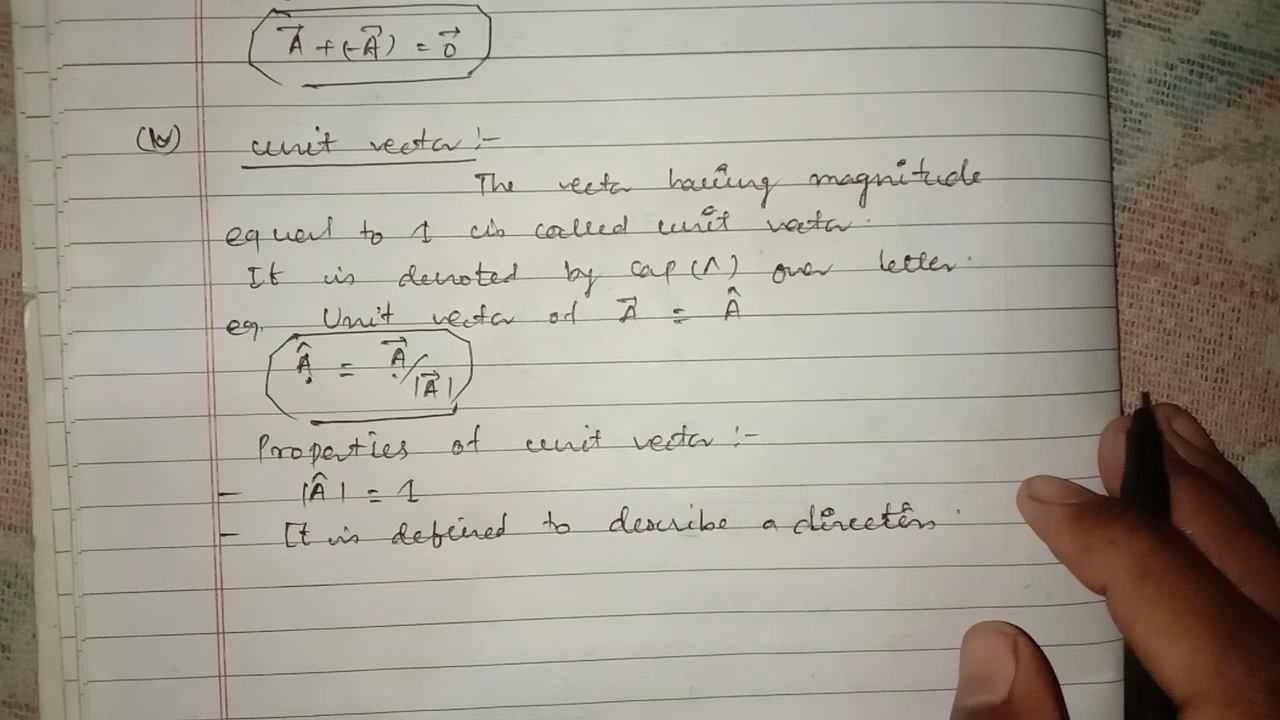 A⃗ + (-A⃗) = 0⃗
(iv) unit vector :-
The vector having magnitude
equal to 1 is called unit vector.
It is denoted by cap (^) over letter.
eg. Unit vector of A⃗ = Â
Â = A⃗/|A⃗|
Properties of unit vector :-
- |Â| = 1
- It is defined to describe a direction.